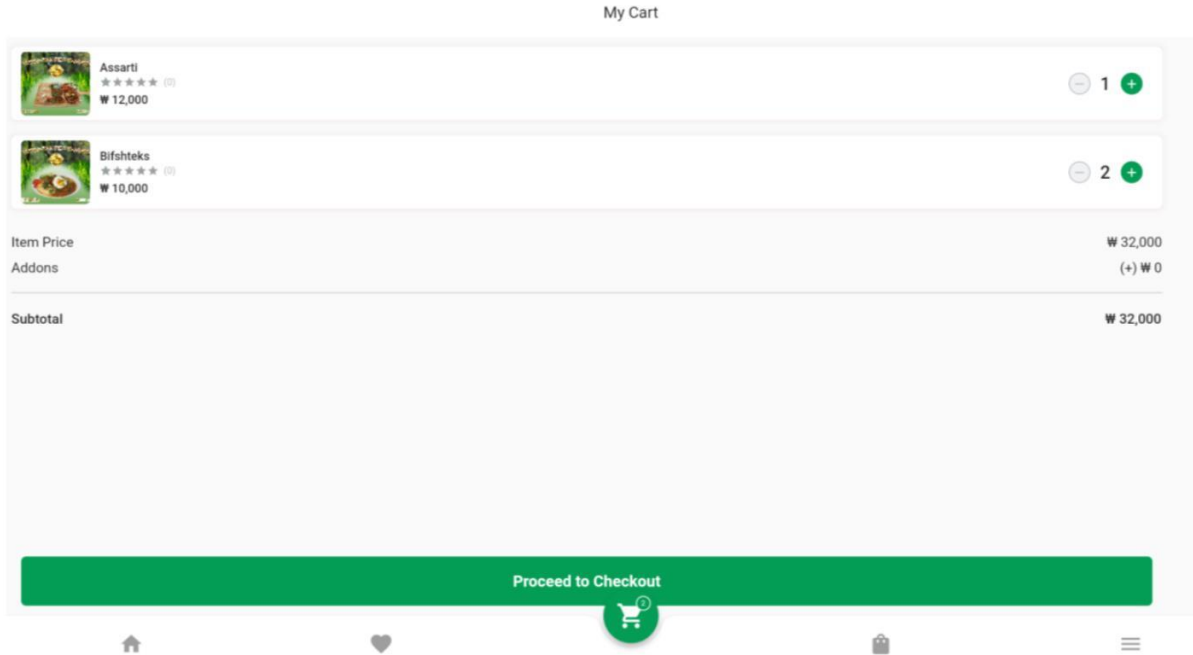 My Cart
Assarti
(0)
₩ 12,000
1
Bifshteks
(0)
₩ 10,000
2
Item Price ₩ 32,000
Addons (+) ₩ 0
Subtotal ₩ 32,000
Proceed to Checkout
2